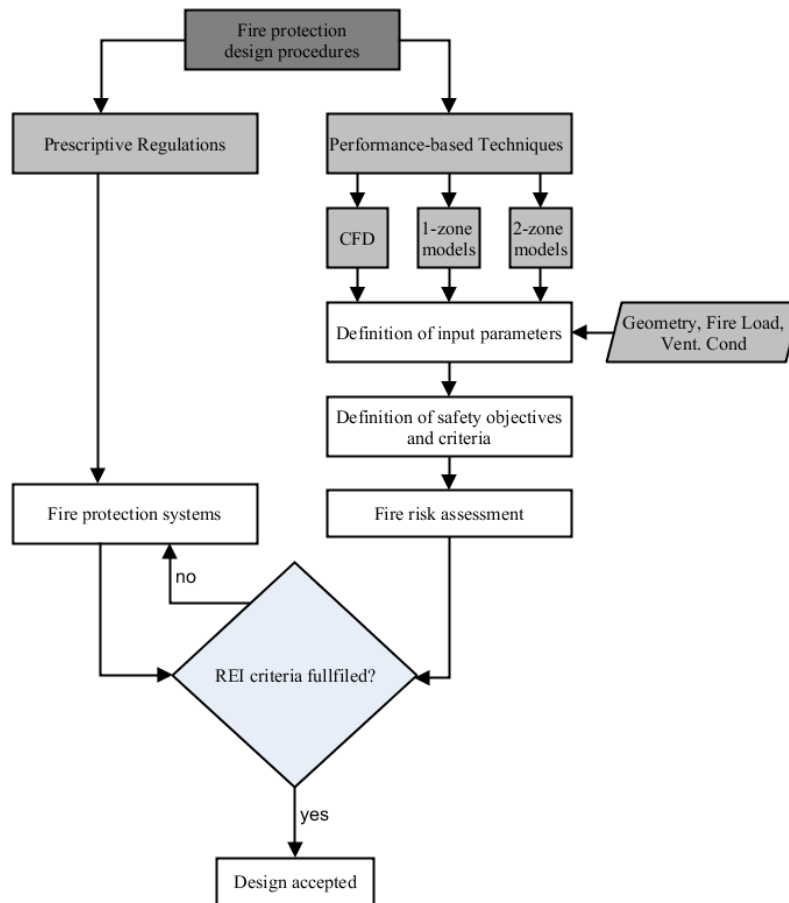 Fire protection
design procedures
Prescriptive Regulations
Performance-based Techniques
CFD
1-zone
models
2-zone
models
Definition of input parameters
Geometry, Fire Load,
Vent. Cond
Definition of safety objectives
and criteria
Fire protection systems
Fire risk assessment
no
REI criteria fullfiled?
yes
Design accepted